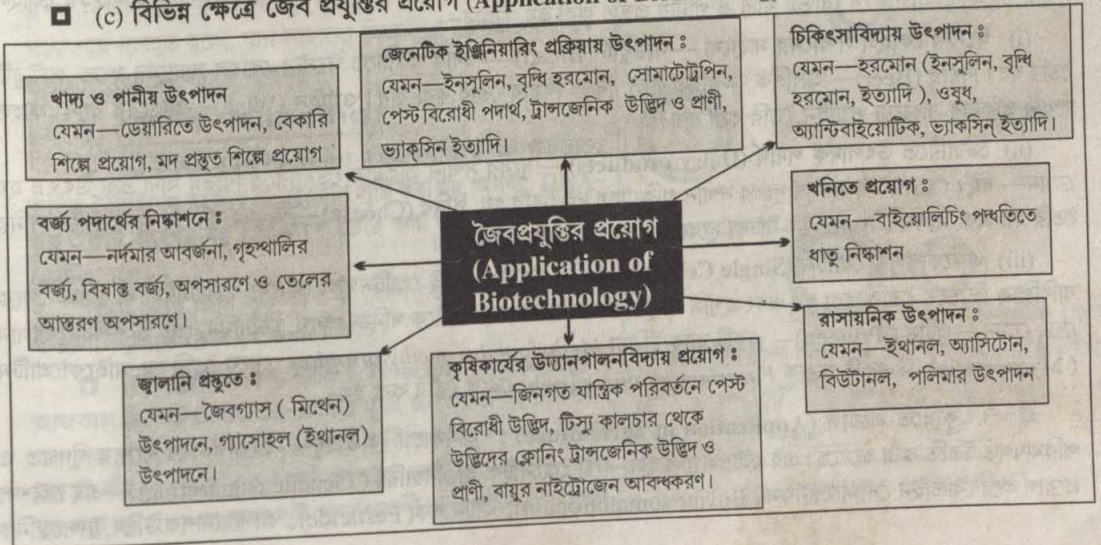 (c) বিভিন্ন ক্ষেত্রে জৈব প্রযুক্তির প্রয়োগ (Application of
খাদ্য ও পানীয় উৎপাদন
যেমন—ডেয়ারিতে উৎপাদন, বেকারি
শিল্পে প্রয়োগ, মদ প্রস্তুত শিল্পে প্রয়োগ
জেনেটিক ইঞ্জিনিয়ারিং প্রক্রিয়ায় উৎপাদন :
যেমন—ইনসুলিন, বৃদ্ধি হরমোন, সোমাটোট্রপিন,
পেস্ট বিরোধী পদার্থ, ট্রান্সজেনিক উদ্ভিদ ও প্রাণী,
ভ্যাক্‌সিন ইত্যাদি।
চিকিৎসাবিদ্যায় উৎপাদন :
যেমন—হরমোন (ইনসুলিন, বৃদ্ধি
হরমোন, ইত্যাদি ), ওষুধ,
অ্যান্টিবাইয়োটিক, ভ্যাকসিন্ ইত্যাদি।
বর্জ্য পদার্থের নিষ্কাশনে :
যেমন—নর্দমার আবর্জনা, গৃহস্থালির
বর্জ্য, বিষাক্ত বর্জ্য, অপসারণে ও তেলের
আস্তরণ অপসারণে।
জৈবপ্রযুক্তির প্রয়োগ
(Application of
Biotechnology)
খনিতে প্রয়োগ :
যেমন—বাইয়োলিচিং পদ্ধতিতে
ধাতু নিষ্কাশন
জ্বালানি প্রস্তুতে :
যেমন—জৈবগ্যাস ( মিথেন)
উৎপাদনে, গ্যাসোহল (ইথানল)
উৎপাদনে।
কৃষিকার্যের উদ্যানপালনবিদ্যায় প্রয়োগ :
যেমন—জিনগত যান্ত্রিক পরিবর্তনে পেস্ট
বিরোধী উদ্ভিদ, টিস্যু কালচার থেকে
উদ্ভিদের ক্লোনিং ট্রান্সজেনিক উদ্ভিদ ও
প্রাণী, বায়ুর নাইট্রোজেন আবদ্ধকরণ।
রাসায়নিক উৎপাদন :
যেমন—ইথানল, অ্যাসিটোন,
বিউটানল, পলিমার উৎপাদন